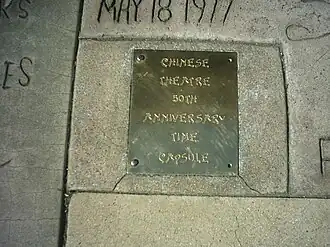 MAY 18 1977
CHINESE
THEATRE
50TH
ANNIVERSARY
TIME
CAPSULE